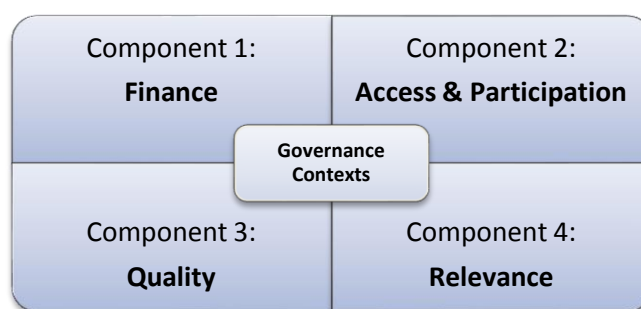 Component 1:
Finance
Component 2:
Access & Participation
Governance
Contexts
Component 3:
Quality
Component 4:
Relevance